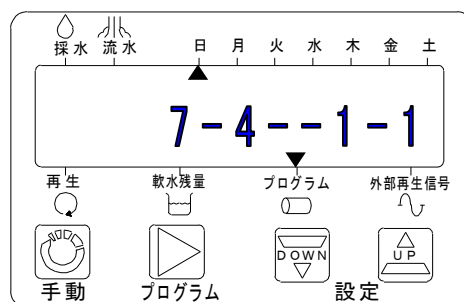 採水 流水 日 月 火 水 木 金 土
7-4--1-1
再生 軟水残量 プログラム 外部再生信号
DOWN UP
手動 プログラム 設定